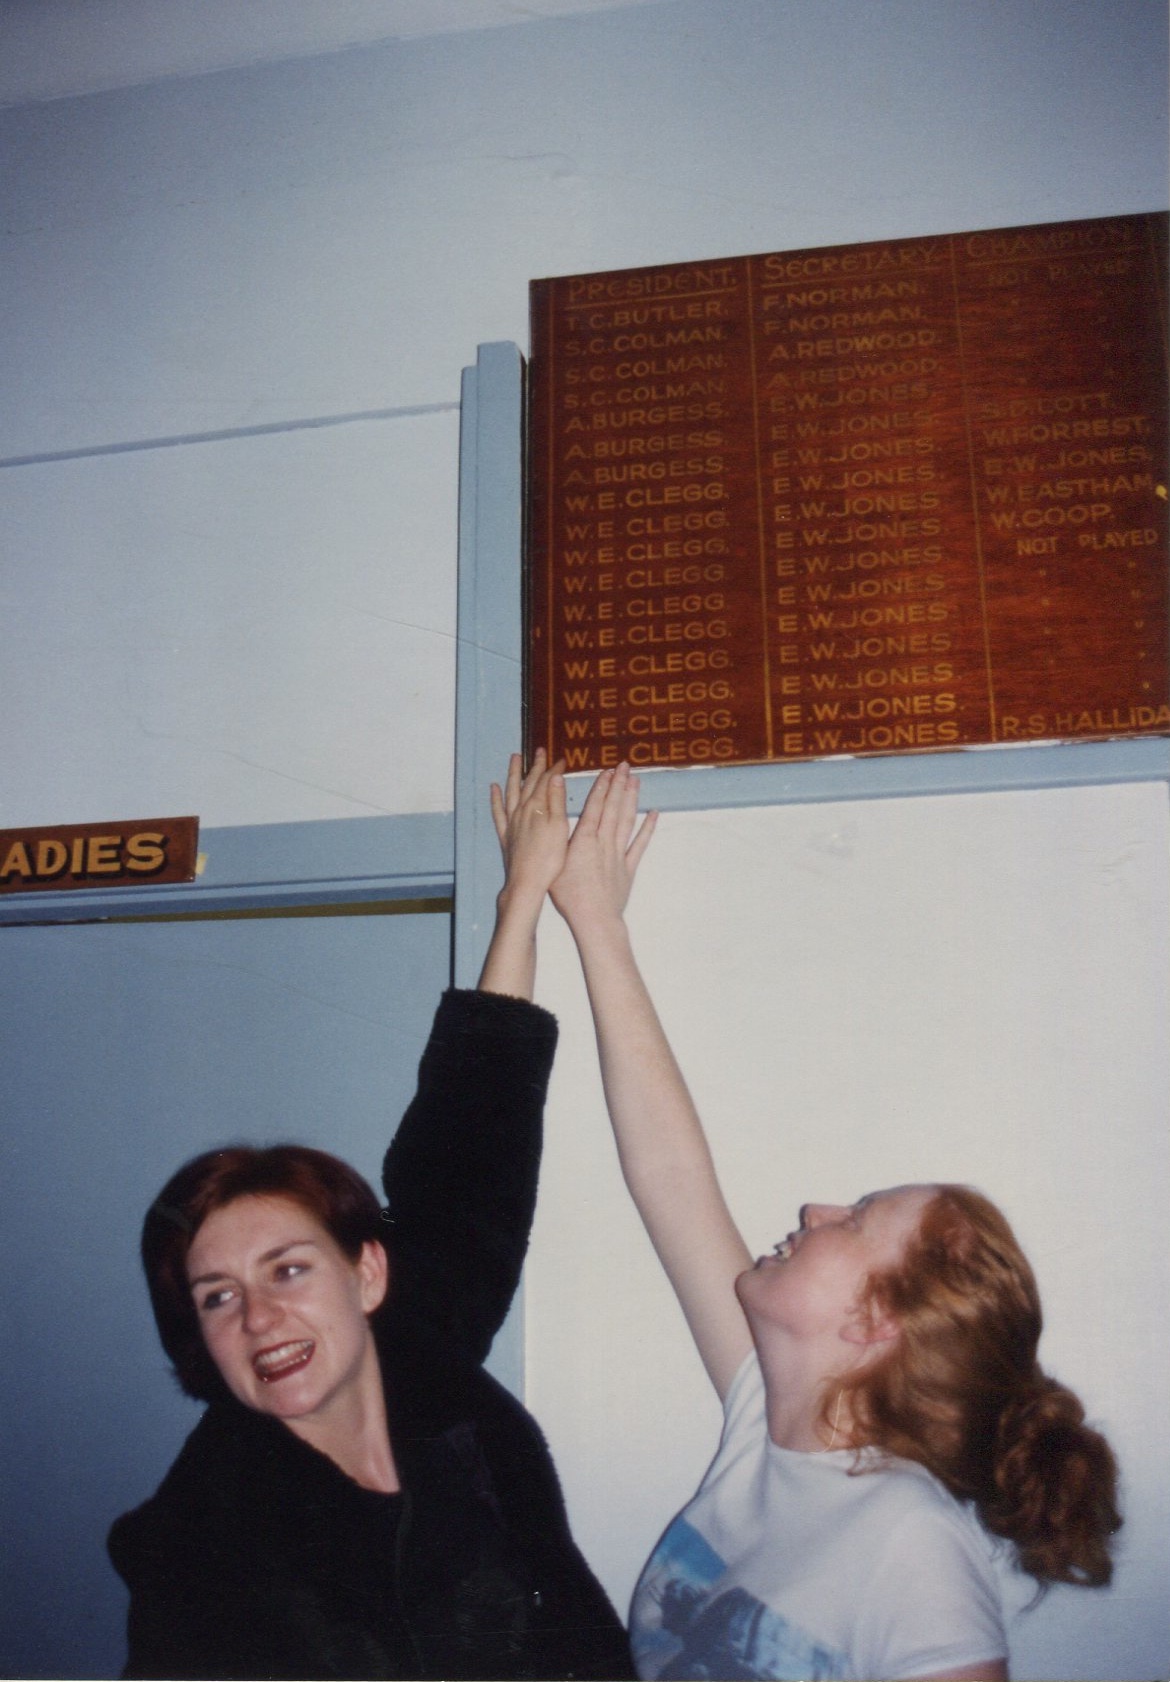 PRESIDENT. SECRETARY. CHAMPION
T.C.BUTLER. F.NORMAN. NOT PLAYED
S.C.COLMAN. F.NORMAN. "
S.C.COLMAN. A.REDWOOD. "
S.C.COLMAN. A.REDWOOD. "
A.BURGESS. E.W.JONES. "
A.BURGESS. E.W.JONES.
A.BURGESS. E.W.JONES. W.FORREST.
W.E.CLEGG. E.W.JONES. E.W.JONES.
W.E.CLEGG. E.W.JONES. W.EASTHAM.
W.E.CLEGG. E.W.JONES. W.COOP.
W.E.CLEGG. E.W.JONES. NOT PLAYED
W.E.CLEGG. E.W.JONES. " "
W.E.CLEGG. E.W.JONES. " "
W.E.CLEGG. E.W.JONES. " "
W.E.CLEGG. E.W.JONES. " "
W.E.CLEGG. E.W.JONES. " "
W.E.CLEGG. E.W.JONES. R.S.HALLIDA
ADIES